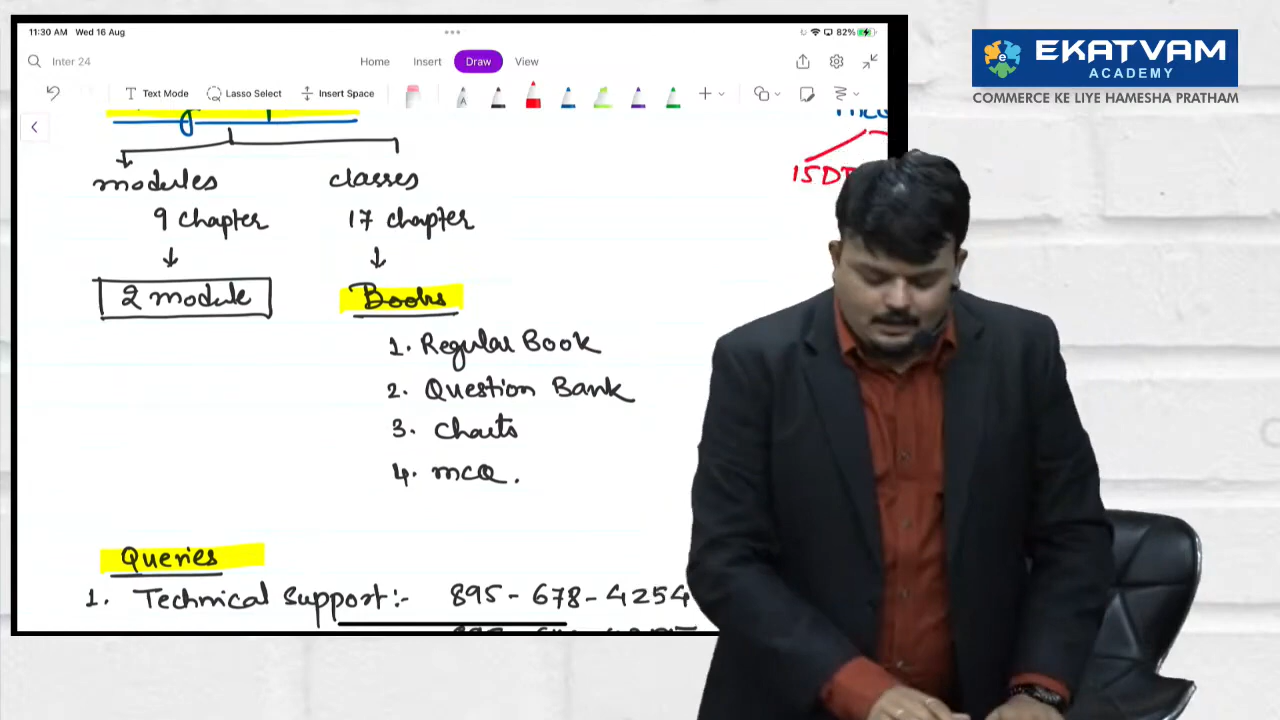 11:30 AM Wed 16 Aug
82%
Inter 24
Home Insert Draw View
Text Mode Lasso Select Insert Space
EKATVAM
ACADEMY
COMMERCE KE LIYE HAMESHA PRATHAM
modules classes
9 chapter 17 chapter
2 module Books
1. Regular Book
2. Question Bank
3. Charts
4. MCQ.
Queries
1. Technical Support:- 895-678-4254